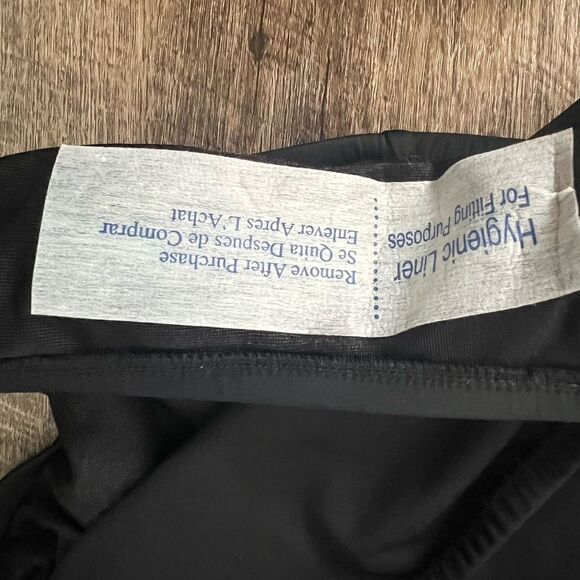 Hygienic Liner
For Fitting Purposes
Remove After Purchase
Se Quita Despues de Comprar
Enlever Apres L'Achat